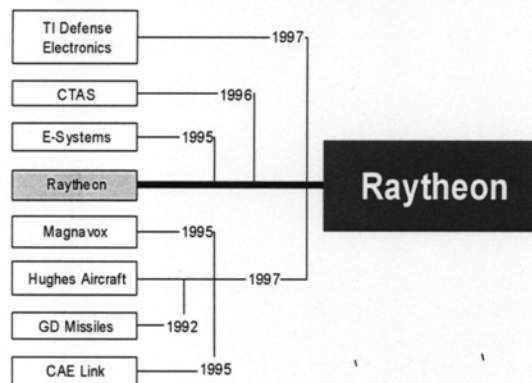 TI Defense
Electronics
1997
CTAS
1996
E-Systems
1995
Raytheon
Raytheon
Magnavox
1995
Hughes Aircraft
1997
GD Missiles
1992
CAE Link
1995